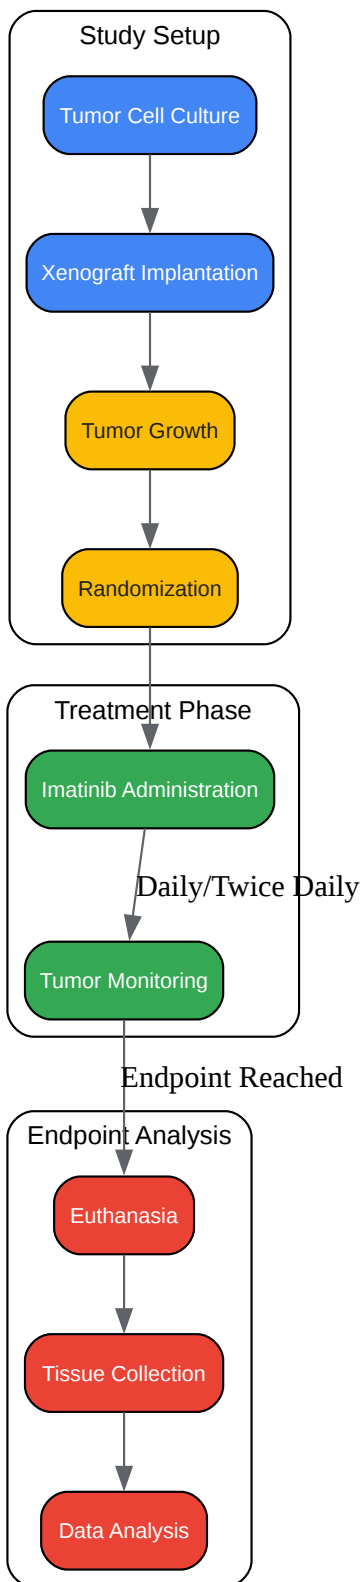 Study Setup
Tumor Cell Culture
Xenograft Implantation
Tumor Growth
Randomization
Treatment Phase
Imatinib Administration
Daily/Twice Daily
Tumor Monitoring
Endpoint Reached
Endpoint Analysis
Euthanasia
Tissue Collection
Data Analysis